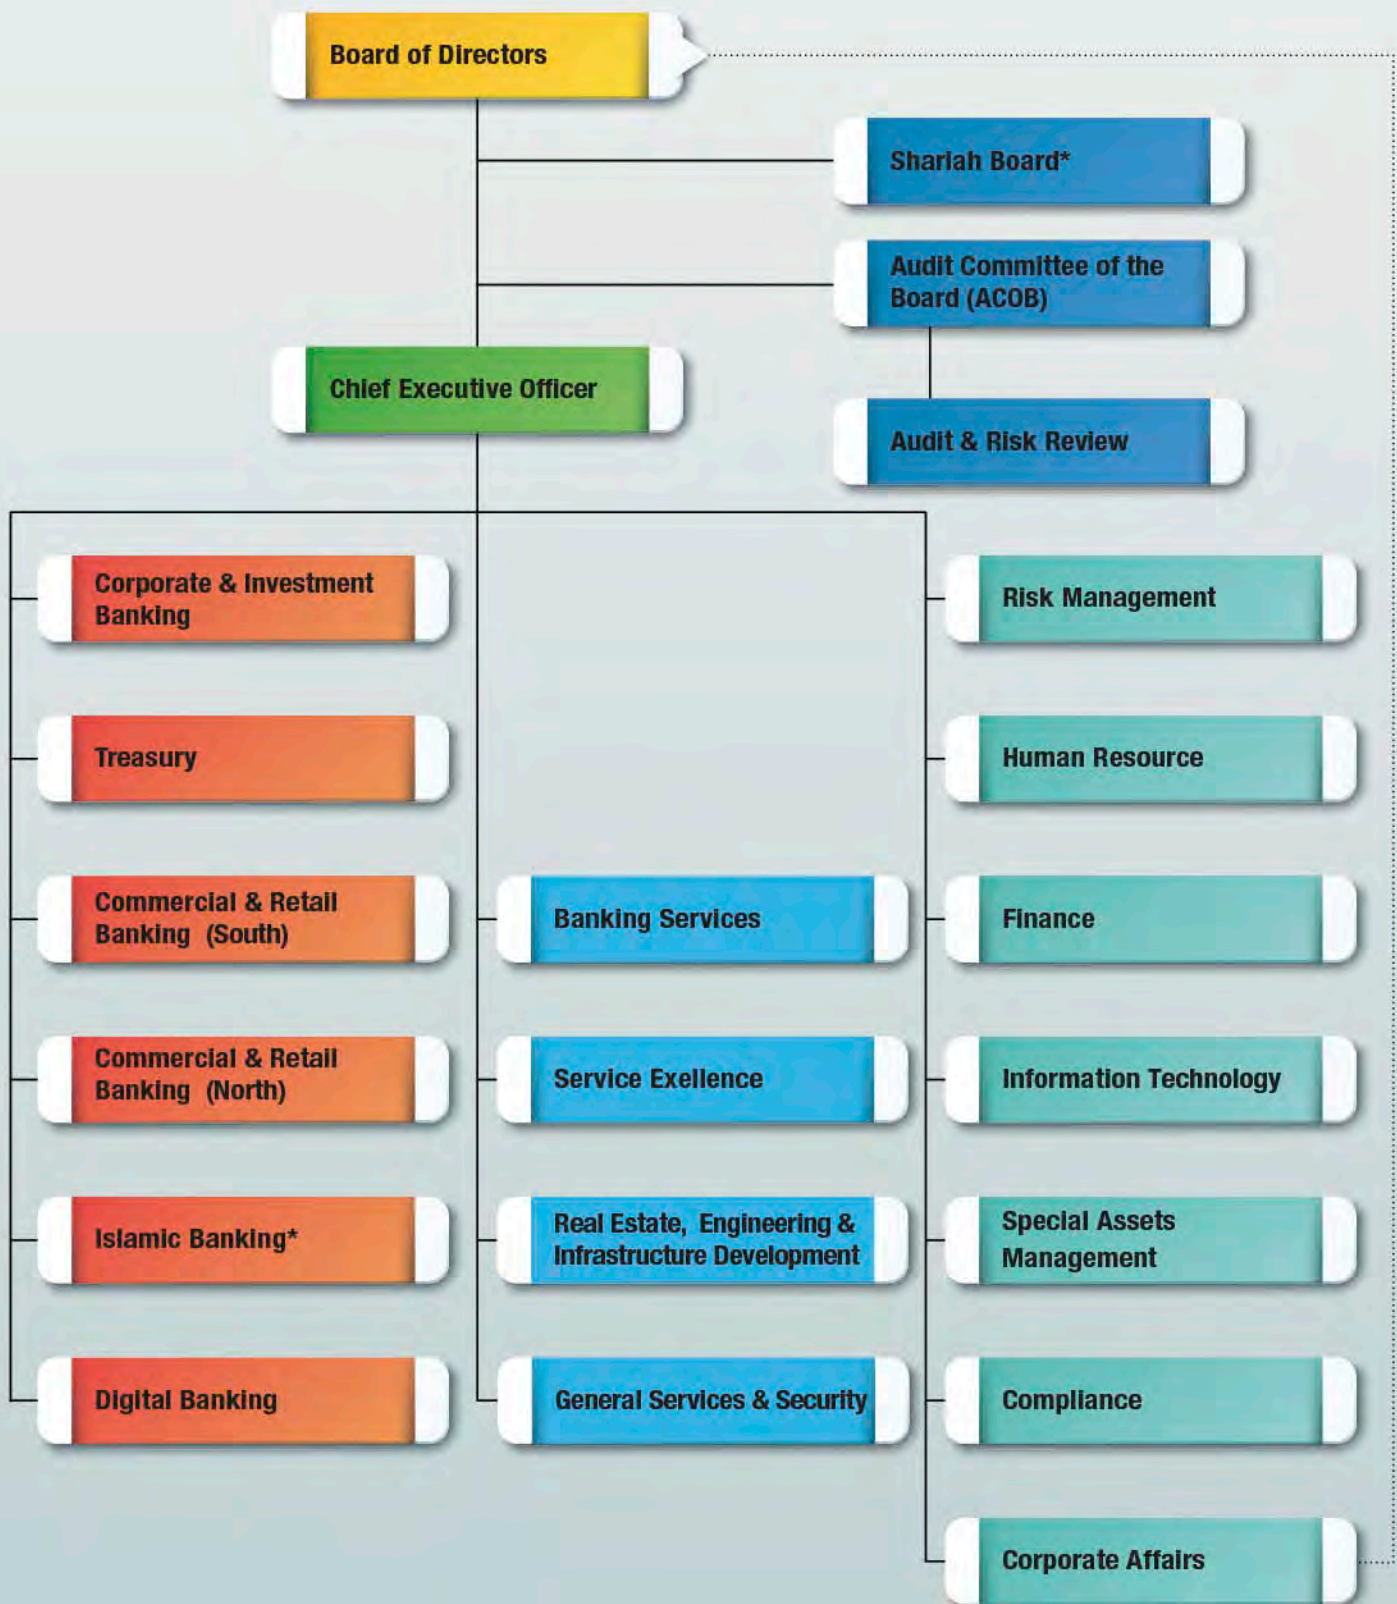 Board of Directors
Shariah Board*
Audit Committee of the
Board (ACOB)
Chief Executive Officer
Audit & Risk Review
Corporate & Investment
Banking
Treasury
Commercial & Retail
Banking (South)
Commercial & Retail
Banking (North)
Islamic Banking*
Digital Banking
Banking Services
Service Exellence
Real Estate, Engineering &
Infrastructure Development
General Services & Security
Risk Management
Human Resource
Finance
Information Technology
Special Assets
Management
Compliance
Corporate Affairs